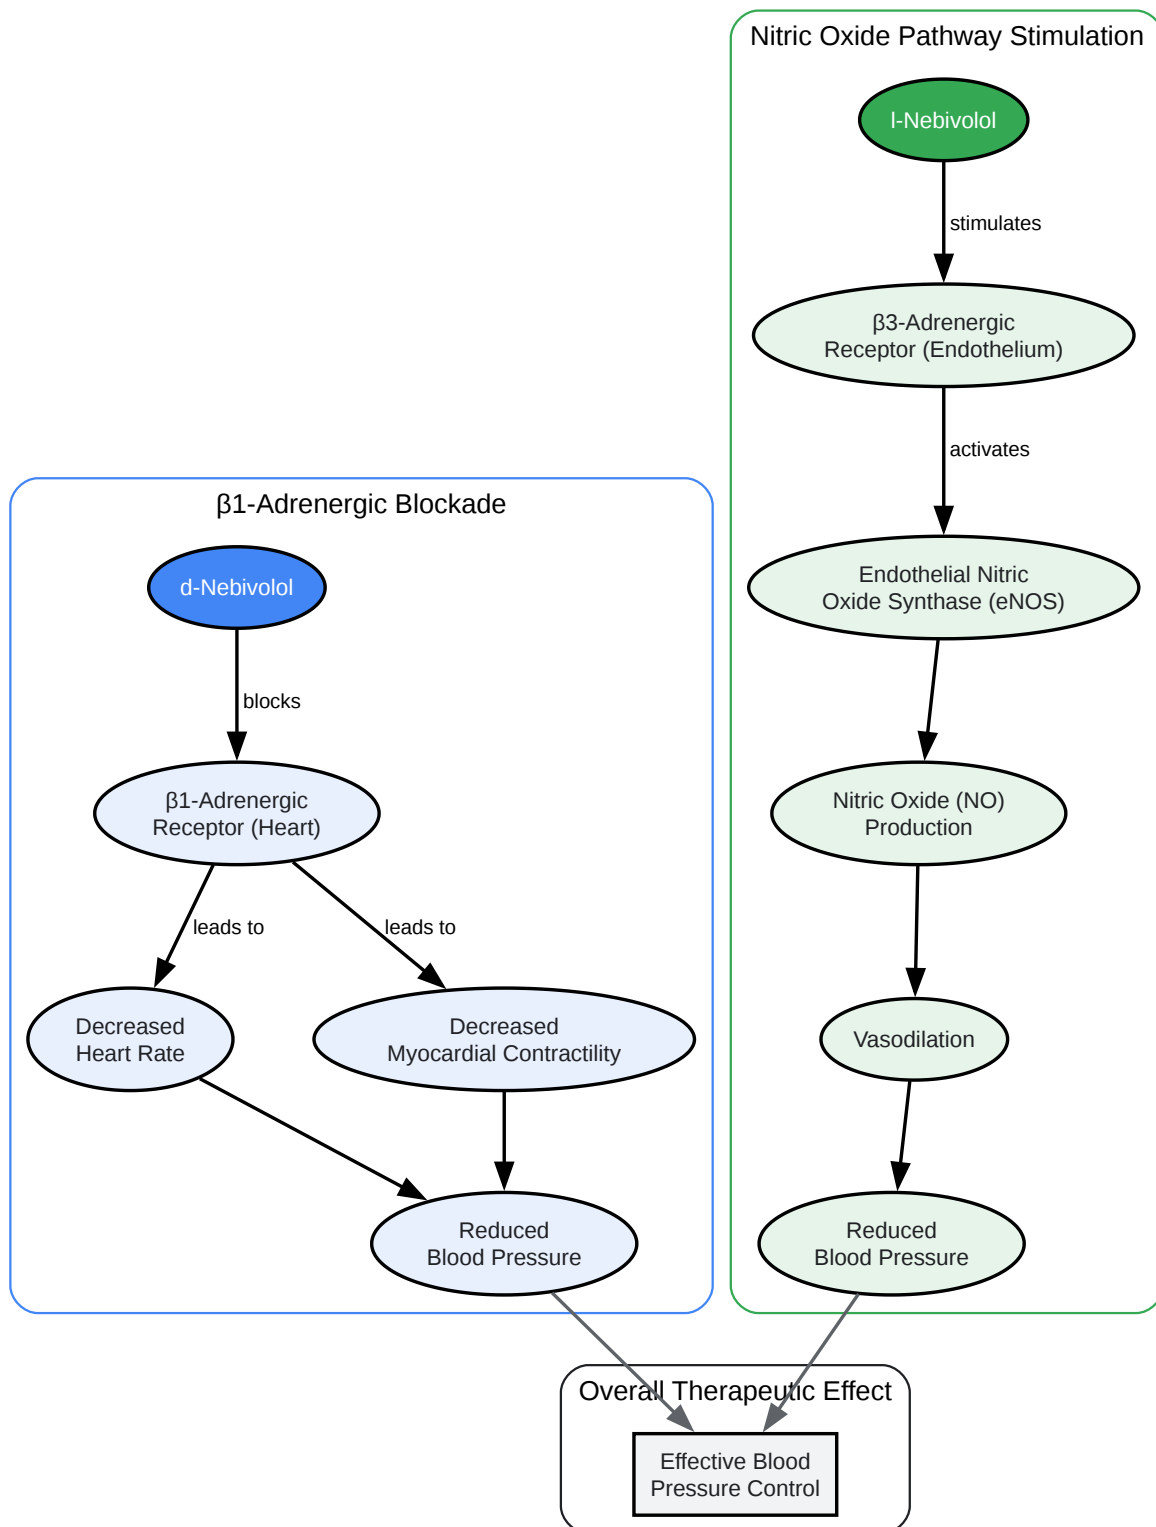 Nitric Oxide Pathway Stimulation
l-Nebivolol
stimulates
β3-Adrenergic
Receptor (Endothelium)
activates
Endothelial Nitric
Oxide Synthase (eNOS)
Nitric Oxide (NO)
Production
Vasodilation
Reduced
Blood Pressure
β1-Adrenergic Blockade
d-Nebivolol
blocks
β1-Adrenergic
Receptor (Heart)
leads to
leads to
Decreased
Heart Rate
Decreased
Myocardial Contractility
Reduced
Blood Pressure
Overall Therapeutic Effect
Effective Blood
Pressure Control